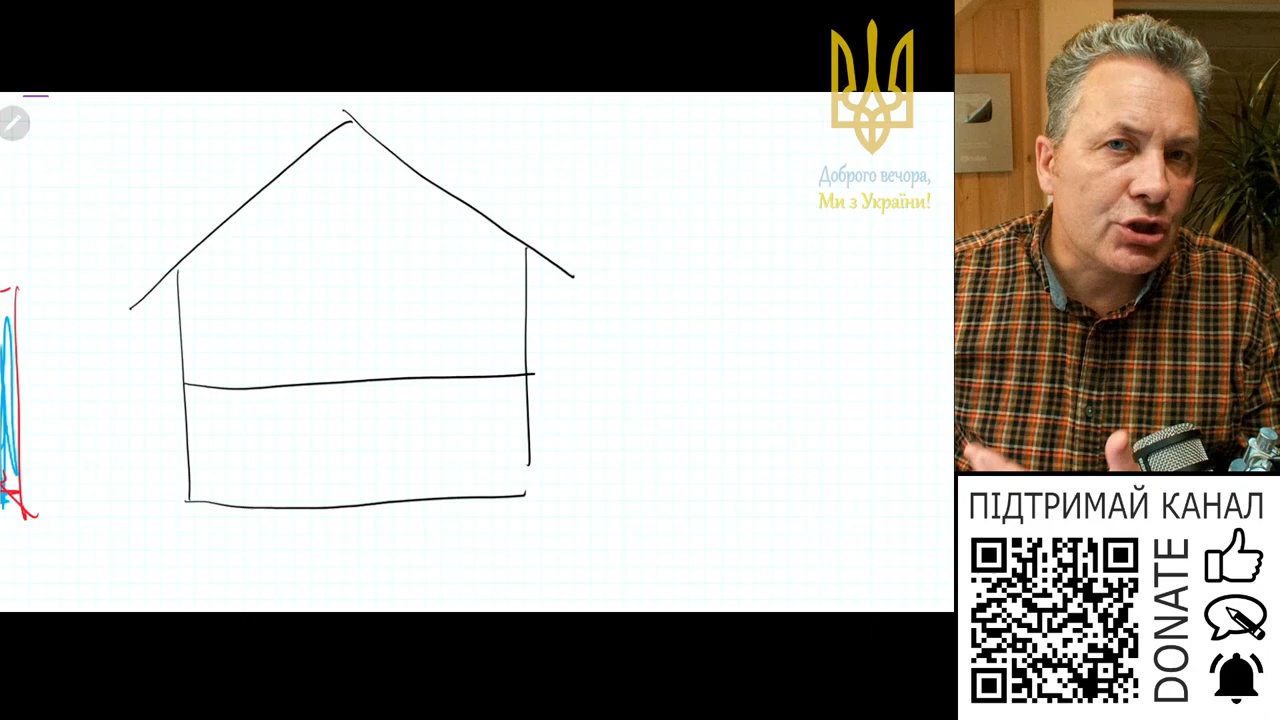 Доброго вечора,
Ми з України!
ПІДТРИМАЙ КАНАЛ
DONATE